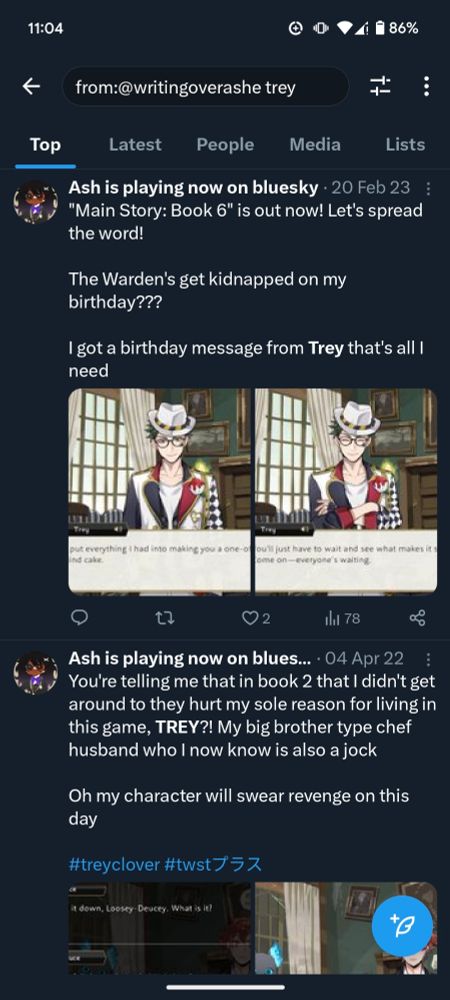 11:04
86%
from:@writingoverashe trey
Top
Latest
People
Media
Lists
Ash is playing now on bluesky · 20 Feb 23
"Main Story: Book 6" is out now! Let's spread
the word!
The Warden's get kidnapped on my
birthday???
I got a birthday message from Trey that's all I
need
Trey
put everything I had into making you a one-of
ind cake.
Trey
ou'll just have to wait and see what makes it s
ome on—everyone's waiting.
2
78
Ash is playing now on blues... · 04 Apr 22
You're telling me that in book 2 that I didn't get
around to they hurt my sole reason for living in
this game, TREY?! My big brother type chef
husband who I now know is also a jock
Oh my character will swear revenge on this
day
#treyclover #twstプラス
it down, Loosey-Deucey. What is it?